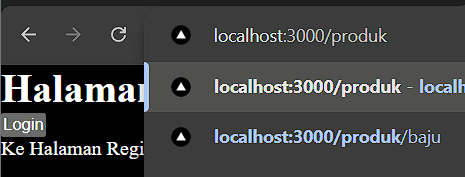 localhost:3000/produk
Halaman
localhost:3000/produk - localh
Login
Ke Halaman Regi
localhost:3000/produk/baju